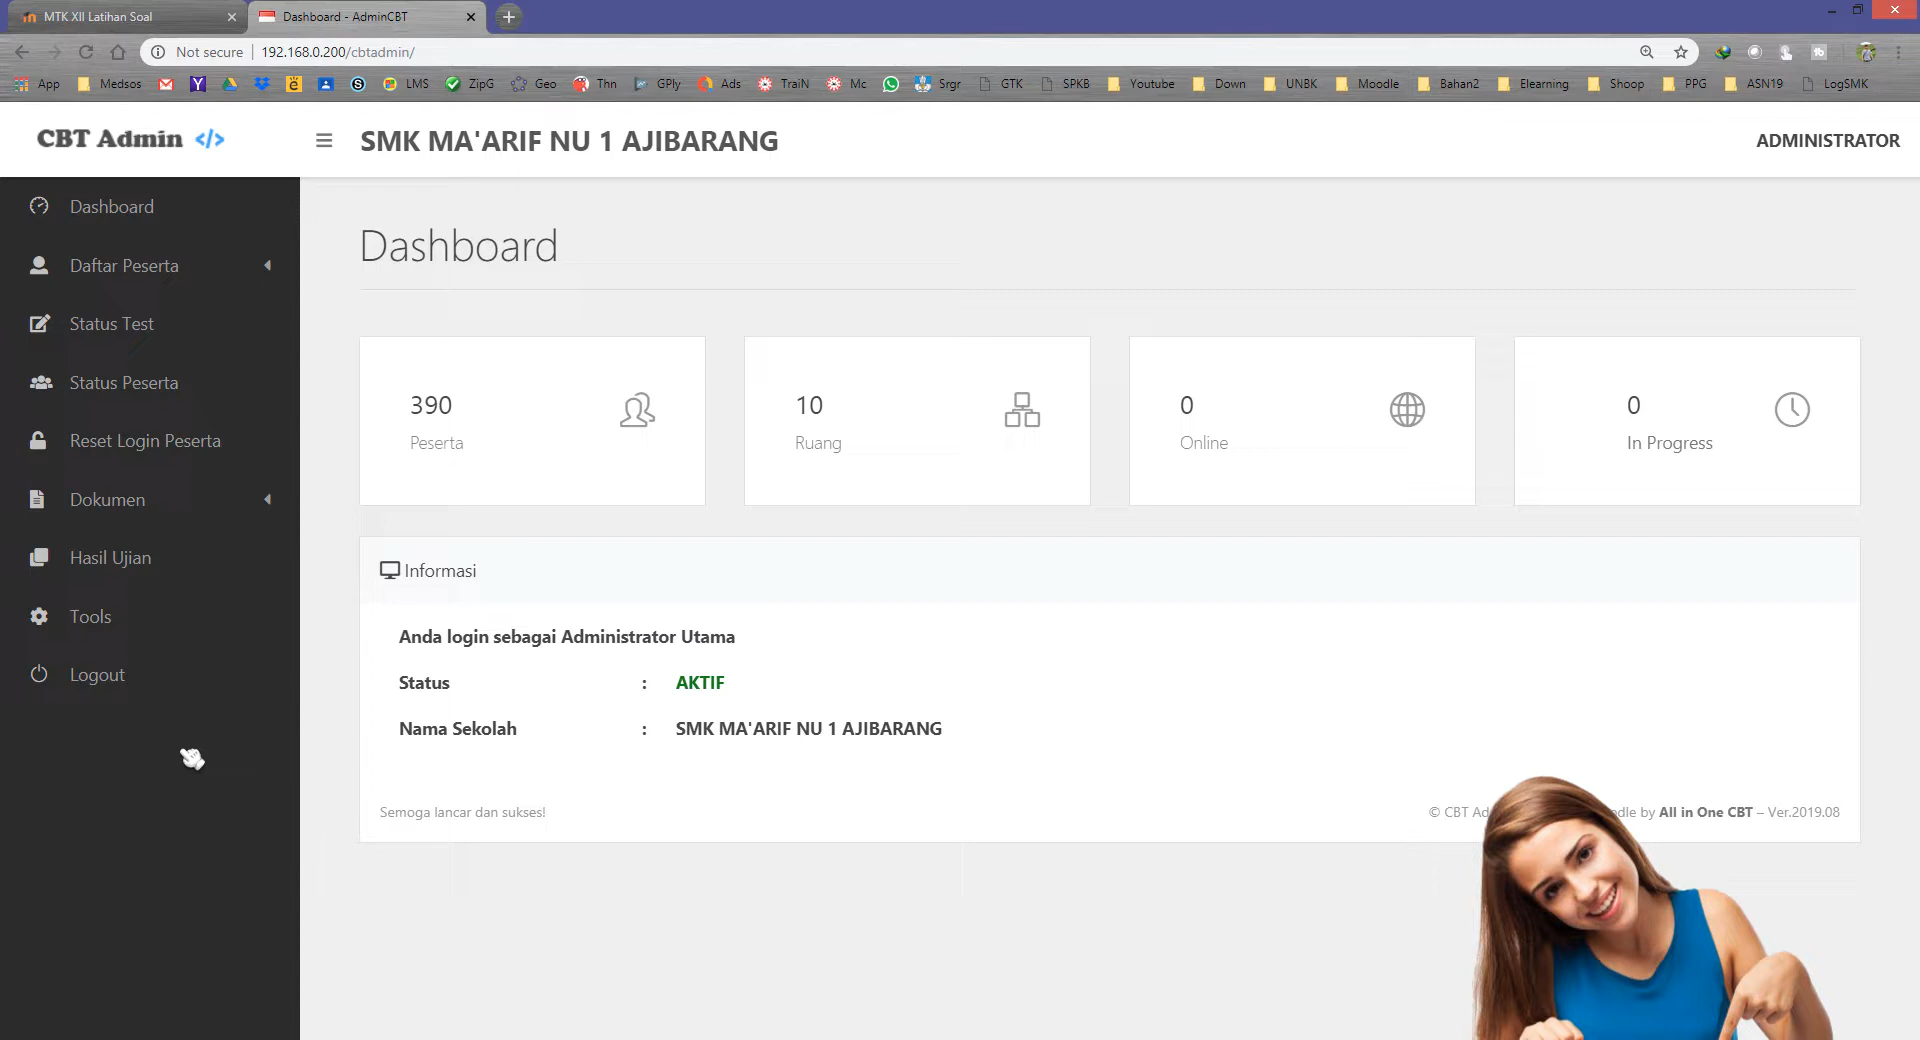 MTK XII Latihan Soal
Dashboard - AdminCBT
Not secure | 192.168.0.200/cbtadmin/
App Medsos LMS ZipG Geo Thn GPly Ads TraiN Mc Srgr GTK SPKB Youtube Down UNBK Moodle Bahan2 Elearning Shoop PPG ASN19 LogSMK
CBT Admin </>
SMK MA'ARIF NU 1 AJIBARANG
ADMINISTRATOR
Dashboard
Daftar Peserta
Status Test
Status Peserta
Reset Login Peserta
Dokumen
Hasil Ujian
Tools
Logout
Dashboard
390
Peserta
10
Ruang
0
Online
0
In Progress
Informasi
Anda login sebagai Administrator Utama
Status : AKTIF
Nama Sekolah : SMK MA'ARIF NU 1 AJIBARANG
Semoga lancar dan sukses!
© CBT by All in One CBT – Ver.2019.08